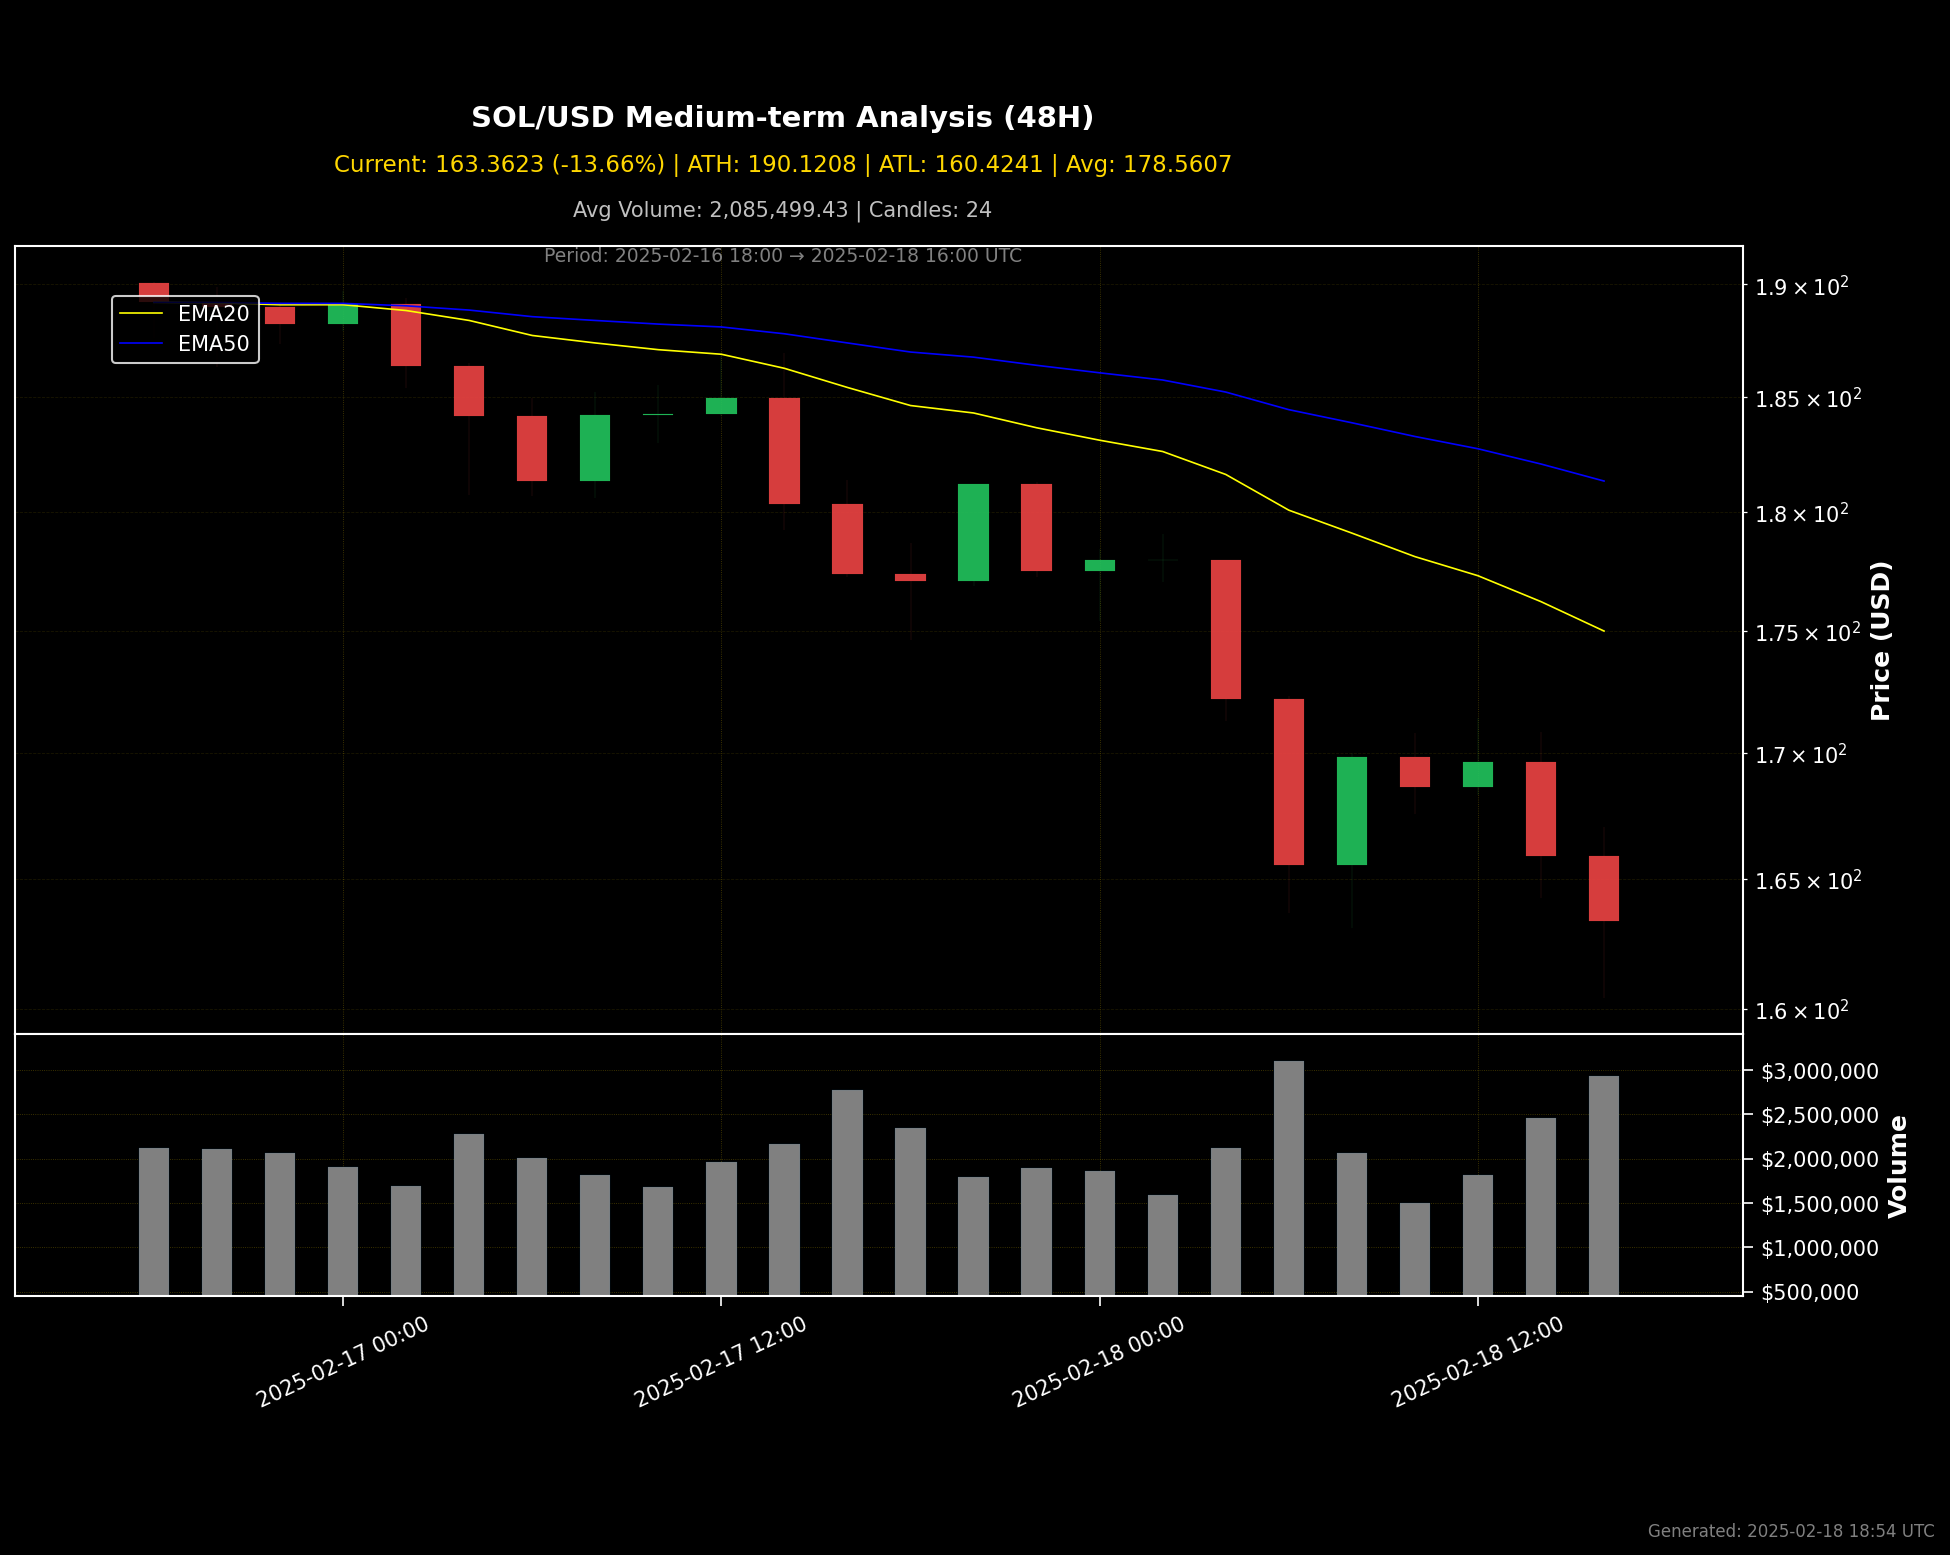 SOL/USD Medium-term Analysis (48H)
Current: 163.3623 (-13.66%) | ATH: 190.1208 | ATL: 160.4241 | Avg: 178.5607
Avg Volume: 2,085,499.43 | Candles: 24
Period: 2025-02-16 18:00 → 2025-02-18 16:00 UTC
EMA20
EMA50
1.9 × 10²
1.85 × 10²
1.8 × 10²
1.75 × 10²
1.7 × 10²
1.65 × 10²
1.6 × 10²
Price (USD)
$3,000,000
$2,500,000
$2,000,000
$1,500,000
$1,000,000
$500,000
Volume
2025-02-17 00:00
2025-02-17 12:00
2025-02-18 00:00
2025-02-18 12:00
Generated: 2025-02-18 18:54 UTC